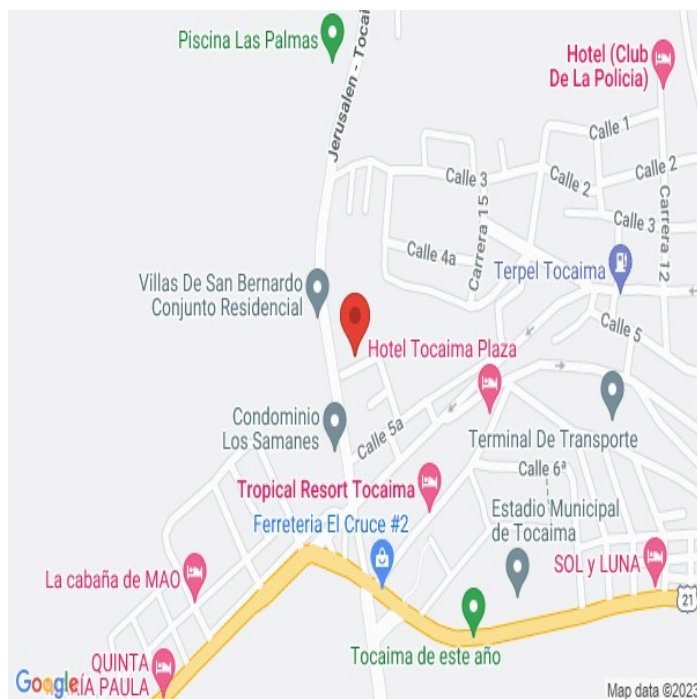 Piscina Las Palmas
Hotel (Club
De La Policia)
Jerusalen - Tocai
Calle 1
Calle 2
Calle 2
Calle 3
Calle 3
Carrera 15
Carrera 12
Calle 4a
Terpel Tocaima
Villas De San Bernardo
Conjunto Residencial
Calle 5
Hotel Tocaima Plaza
Condominio
Los Samanes
Calle 5a
Terminal De Transporte
Calle 6ª
Tropical Resort Tocaima
Estadio Municipal
de Tocaima
Ferreteria El Cruce #2
SOL y LUNA
La cabaña de MAO
21
Tocaima de este año
QUINTA
ÍA PAULA
Google
Map data ©2023